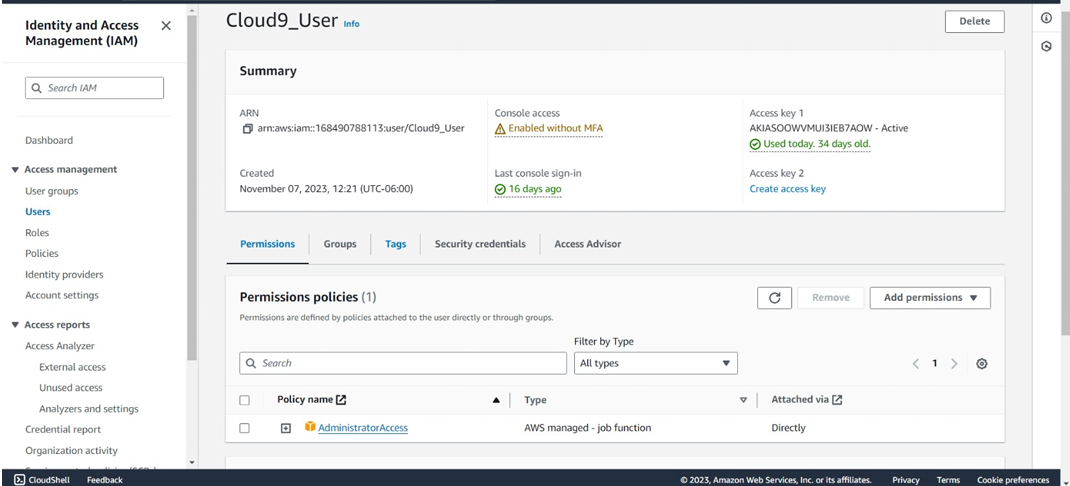 Identity and Access
Management (IAM)
Search IAM
Dashboard
Access management
User groups
Users
Roles
Policies
Identity providers
Account settings
Access reports
Access Analyzer
External access
Unused access
Analyzers and settings
Credential report
Organization activity
Cloud9_User Info
Delete
Summary
ARN
arn:aws:iam::168490788113:user/Cloud9_User
Console access
Enabled without MFA
Access key 1
AKIASOOWVMUI3IEB7AOW - Active
Used today. 34 days old.
Created
November 07, 2023, 12:21 (UTC-06:00)
Last console sign-in
16 days ago
Access key 2
Create access key
Permissions
Groups
Tags
Security credentials
Access Advisor
Permissions policies (1)
Remove
Add permissions
Permissions are defined by policies attached to the user directly or through groups.
Filter by Type
Search
All types
1
Policy name
Type
Attached via
AdministratorAccess
AWS managed - job function
Directly
CloudShell
Feedback
© 2023, Amazon Web Services, Inc. or its affiliates.
Privacy
Terms
Cookie preferences